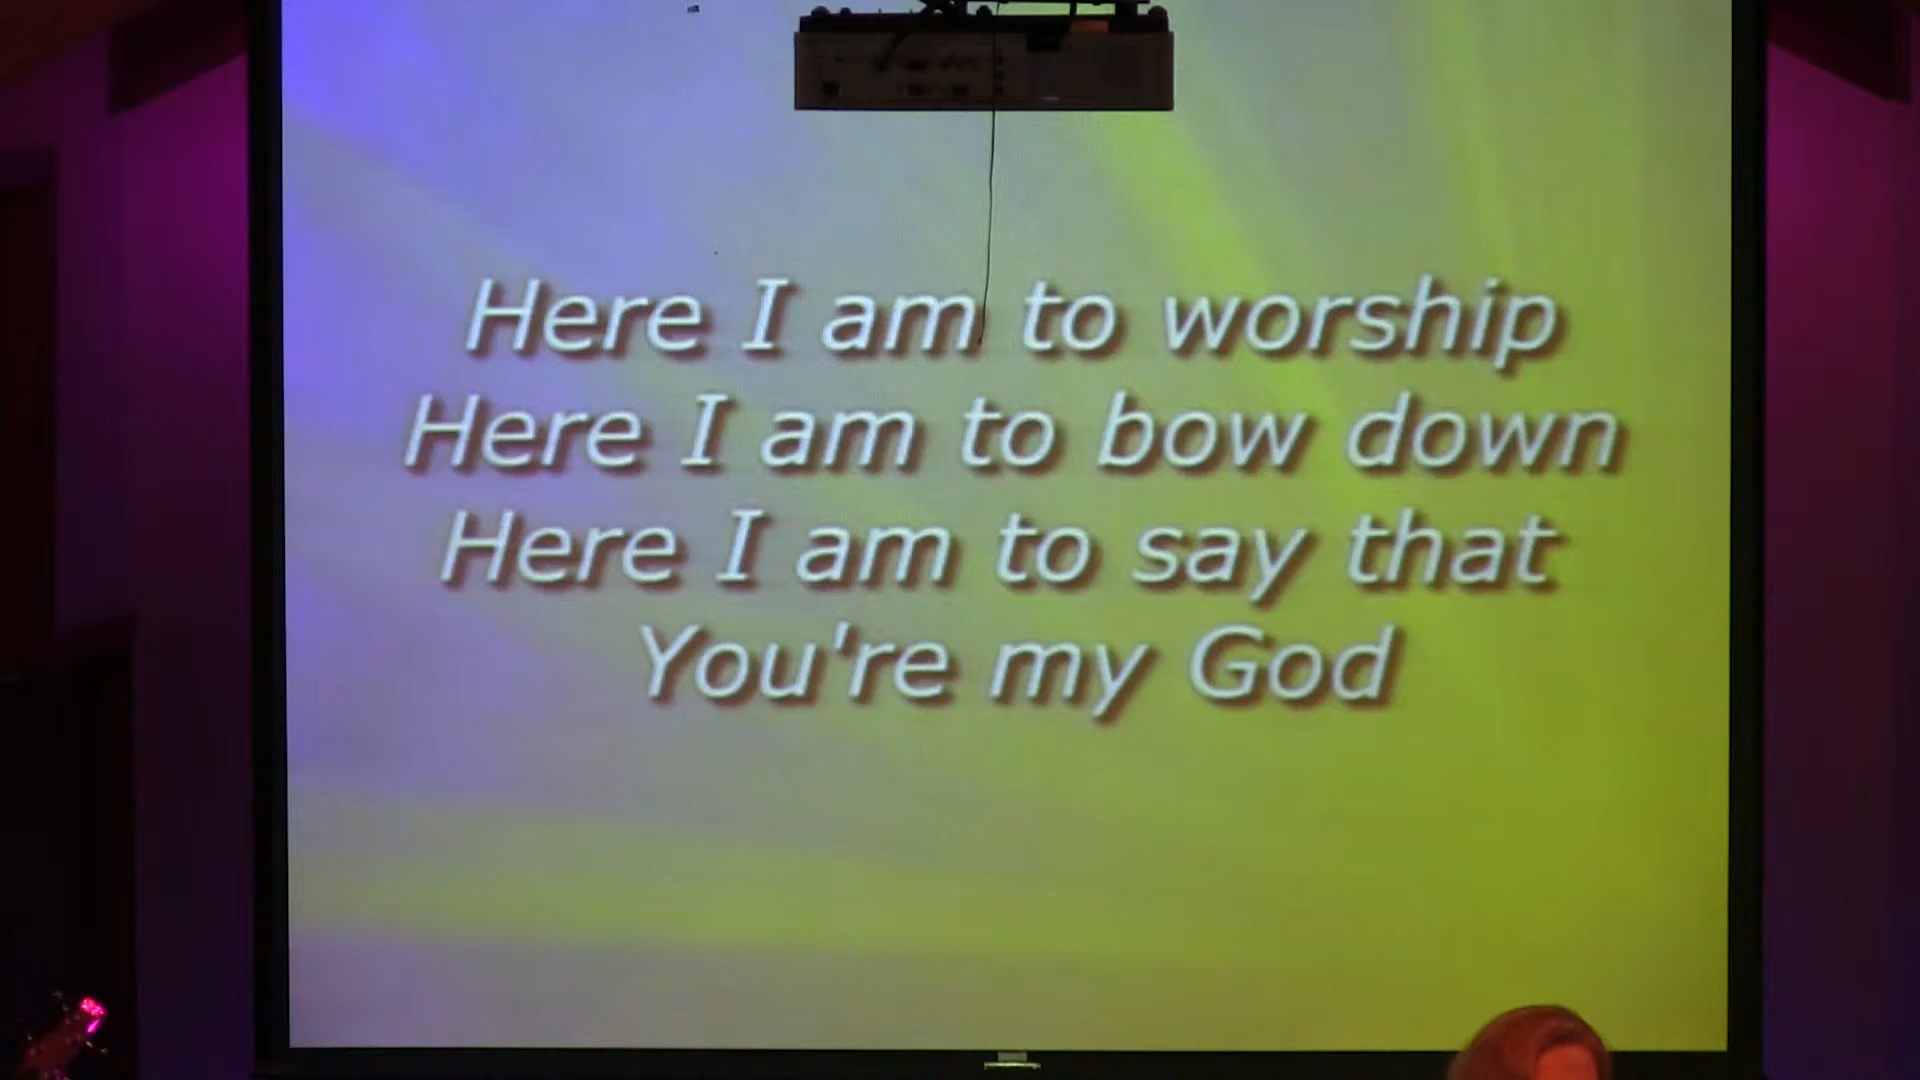 Here I am to worship
Here I am to bow down
Here I am to say that
You're my God